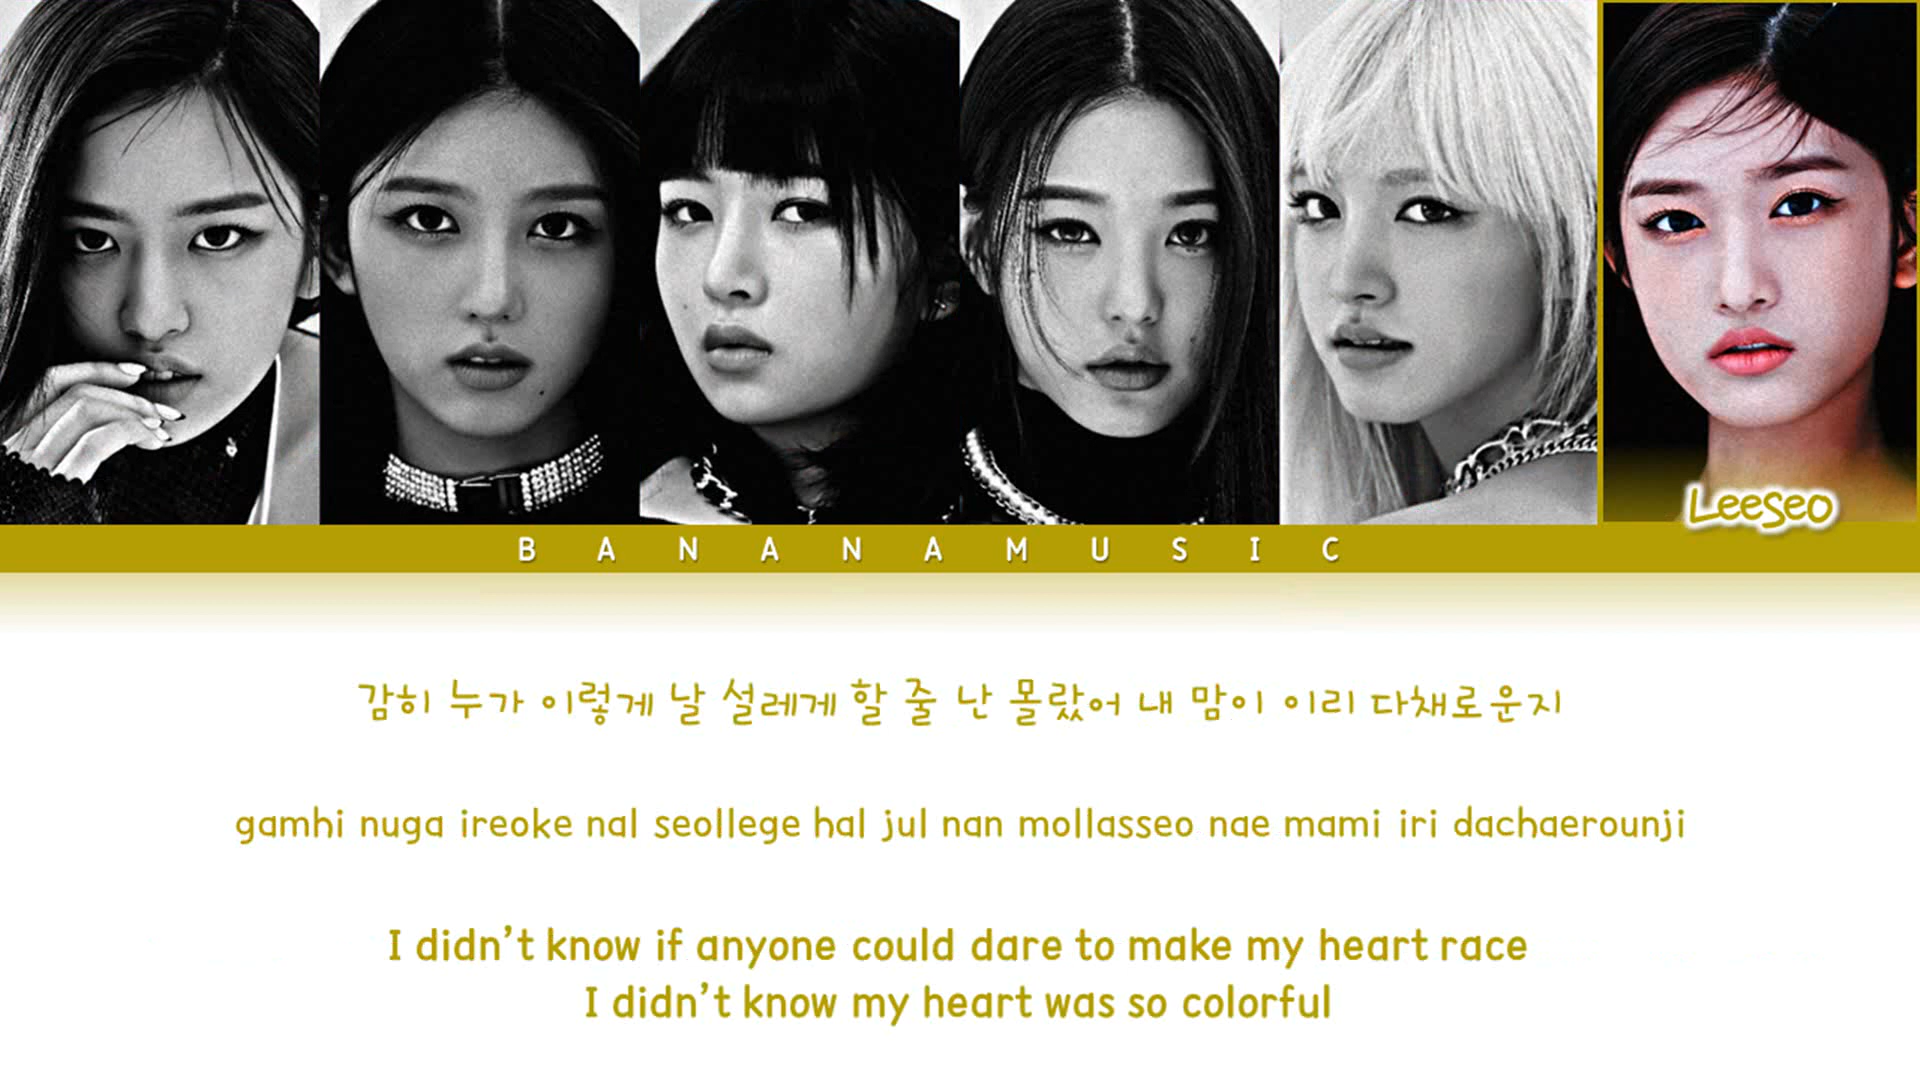 Leeseo
BANANAMUSIC
감히 누가 이렇게 날 설레게 할 줄 난 몰랐어 내 맘이 이리 다채로운지
gamhi nuga ireoke nal seollege hal jul nan mollasseo nae mami iri dachaerounji
I didn't know if anyone could dare to make my heart race
I didn't know my heart was so colorful